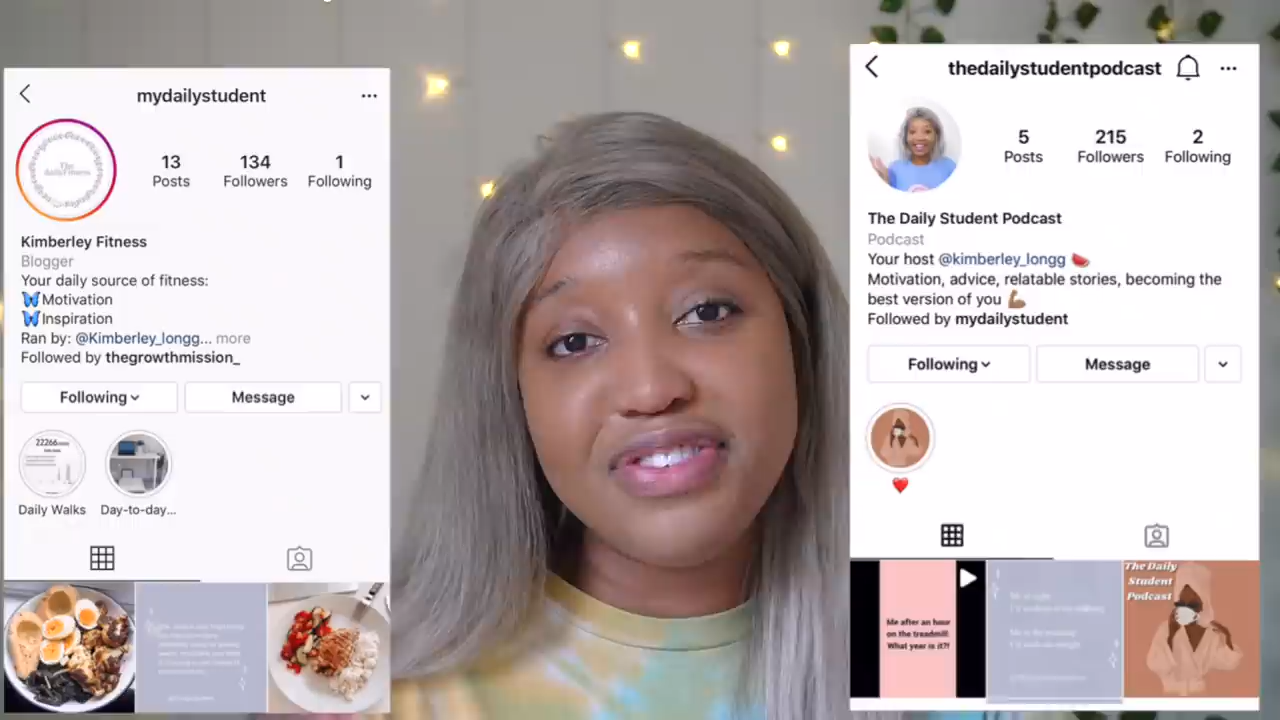 mydailystudent
13
134
1
Posts
Followers
Following
Kimberley Fitness
Blogger
Your daily source of fitness:
🦋Motivation
🦋Inspiration
Ran by: @Kimberley_longg... more
Followed by thegrowthmission_
Following
Message
22266
Daily Walks
Day-to-day...
thedailystudentpodcast
5
215
2
Posts
Followers
Following
The Daily Student Podcast
Podcast
Your host @kimberley_longg 🍉
Motivation, advice, relatable stories, becoming the
best version of you 💪🏽
Followed by mydailystudent
Following
Message
❤️
Me after an hour
on the treadmill:
What year is it?!
The Daily
Student
Podcast